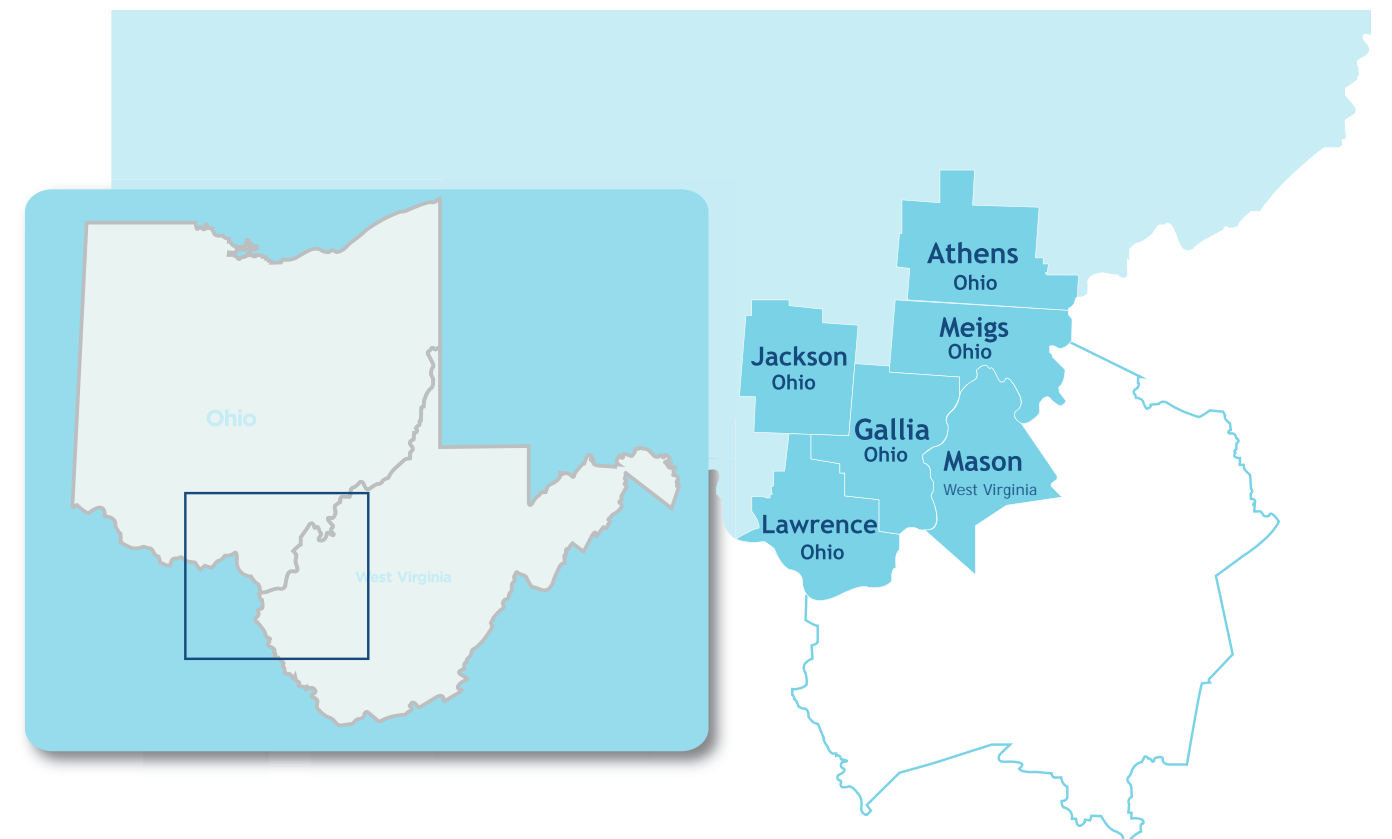 Ohio
West Virginia
Athens
Ohio
Meigs
Ohio
Jackson
Ohio
Gallia
Ohio
Mason
West Virginia
Lawrence
Ohio